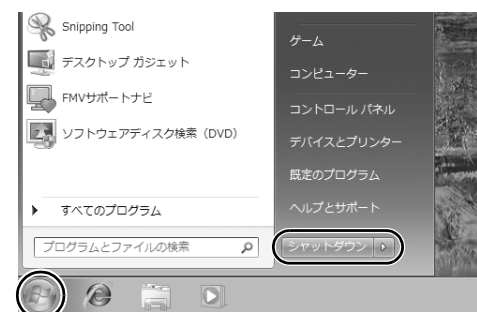 Snipping Tool
デスクトップ ガジェット
FMVサポートナビ
ソフトウェアディスク検索（DVD）
すべてのプログラム
プログラムとファイルの検索
ゲーム
コンピューター
コントロール パネル
デバイスとプリンター
既定のプログラム
ヘルプとサポート
シャットダウン